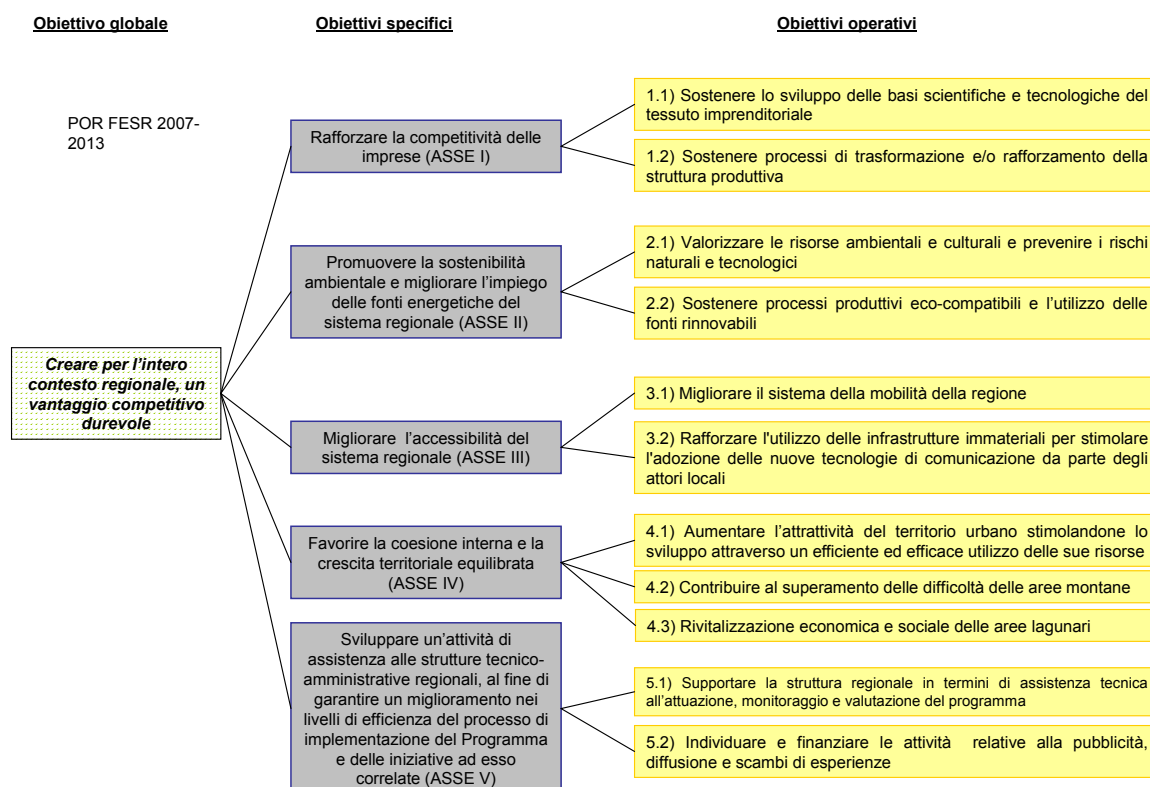 Obiettivo globale
Obiettivi specifici
Obiettivi operativi
POR FESR 2007-
2013
Creare per l'intero
contesto regionale, un
vantaggio competitivo
durevole
Rafforzare la competitività delle
imprese (ASSE I)
1.1) Sostenere lo sviluppo delle basi scientifiche e tecnologiche del
tessuto imprenditoriale
1.2) Sostenere processi di trasformazione e/o rafforzamento della
struttura produttiva
Promuovere la sostenibilità
ambientale e migliorare l'impiego
delle fonti energetiche del
sistema regionale (ASSE II)
2.1) Valorizzare le risorse ambientali e culturali e prevenire i rischi
naturali e tecnologici
2.2) Sostenere processi produttivi eco-compatibili e l'utilizzo delle
fonti rinnovabili
Migliorare l'accessibilità del
sistema regionale (ASSE III)
3.1) Migliorare il sistema della mobilità della regione
3.2) Rafforzare l'utilizzo delle infrastrutture immateriali per stimolare
l'adozione delle nuove tecnologie di comunicazione da parte degli
attori locali
Favorire la coesione interna e la
crescita territoriale equilibrata
(ASSE IV)
4.1) Aumentare l'attrattività del territorio urbano stimolandone lo
sviluppo attraverso un efficiente ed efficace utilizzo delle sue risorse
4.2) Contribuire al superamento delle difficoltà delle aree montane
4.3) Rivitalizzazione economica e sociale delle aree lagunari
Sviluppare un'attività di
assistenza alle strutture tecnico-
amministrative regionali, al fine di
garantire un miglioramento nei
livelli di efficienza del processo di
implementazione del Programma
e delle iniziative ad esso
correlate (ASSE V)
5.1) Supportare la struttura regionale in termini di assistenza tecnica
all'attuazione, monitoraggio e valutazione del programma
5.2) Individuare e finanziare le attività relative alla pubblicità,
diffusione e scambi di esperienze